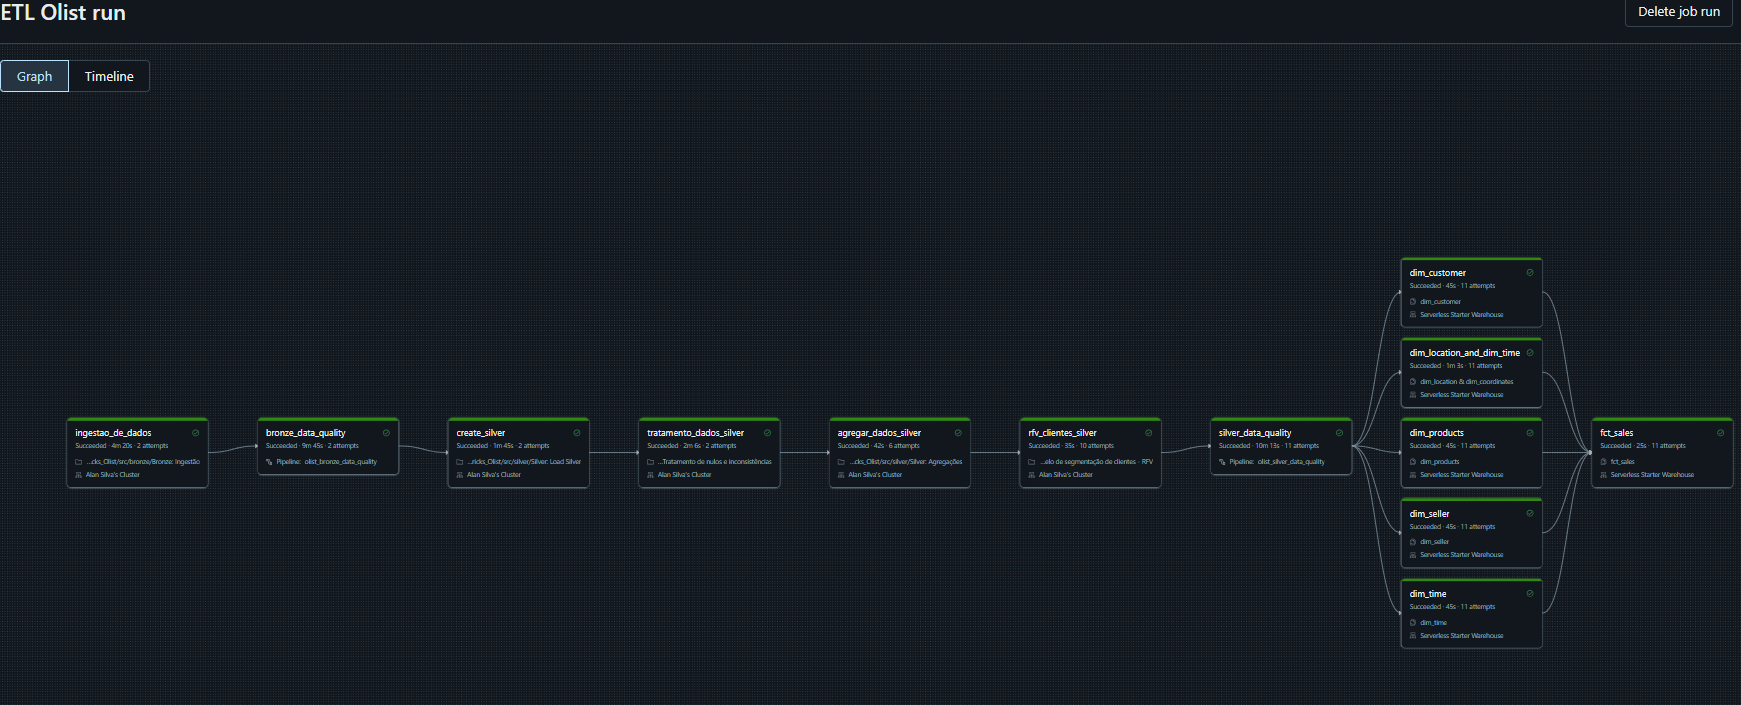 ETL Olist run
Delete job run
Graph
Timeline
ingestao_de_dados
Succeeded · 4m 20s · 2 attempts
...cks_Olist/src/bronze/Bronze: Ingestão
Alan Silva's Cluster
bronze_data_quality
Succeeded · 9m 45s · 2 attempts
Pipeline: olist_bronze_data_quality
create_silver
Succeeded · 1m 45s · 2 attempts
...ricks_Olist/src/silver/Silver: Load Silver
Alan Silva's Cluster
tratamento_dados_silver
Succeeded · 2m 6s · 2 attempts
...Tratamento de nulos e inconsistências
Alan Silva's Cluster
agregar_dados_silver
Succeeded · 42s · 6 attempts
...cks_Olist/src/silver/Silver: Agregações
Alan Silva's Cluster
rfv_clientes_silver
Succeeded · 35s · 10 attempts
...elo de segmentação de clientes - RFV
Alan Silva's Cluster
silver_data_quality
Succeeded · 10m 13s · 11 attempts
Pipeline: olist_silver_data_quality
dim_customer
Succeeded · 45s · 11 attempts
dim_customer
Serverless Starter Warehouse
dim_location_and_dim_time
Succeeded · 1m 3s · 11 attempts
dim_location & dim_coordinates
Serverless Starter Warehouse
dim_products
Succeeded · 45s · 11 attempts
dim_products
Serverless Starter Warehouse
dim_seller
Succeeded · 45s · 11 attempts
dim_seller
Serverless Starter Warehouse
dim_time
Succeeded · 45s · 11 attempts
dim_time
Serverless Starter Warehouse
fct_sales
Succeeded · 25s · 11 attempts
fct_sales
Serverless Starter Warehouse